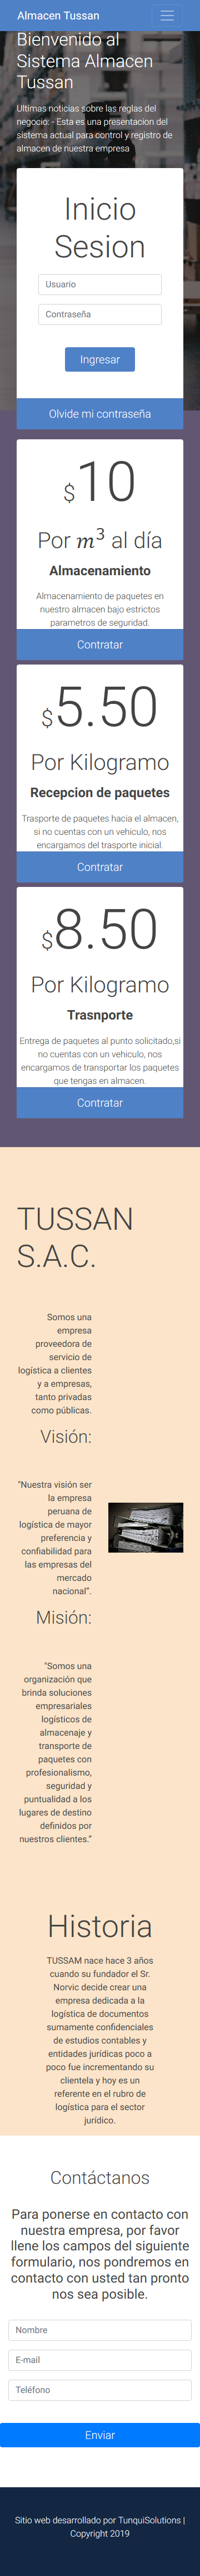 Almacen Tussan
Bienvenido al
Sistema Almacen
Tussan
Ultimas noticias sobre las reglas del
negocio: - Esta es una presentacion del
sistema actual para control y registro de
almacen de nuestra empresa
Inicio
Sesion
Usuario
Contraseña
Ingresar
Olvide mi contraseña
$10
Por m³ al día
Almacenamiento
Almacenamiento de paquetes en
nuestro almacen bajo estrictos
parametros de seguridad.
Contratar
$5.50
Por Kilogramo
Recepcion de paquetes
Trasporte de paquetes hacia el almacen,
si no cuentas con un vehiculo, nos
encargamos del trasporte inicial.
Contratar
$8.50
Por Kilogramo
Trasnporte
Entrega de paquetes al punto solicitado,si
no cuentas con un vehiculo, nos
encargamos de transportar los paquetes
que tengas en almacen.
Contratar
TUSSAN
S.A.C.
Somos una
empresa
proveedora de
servicio de
logística a clientes
y a empresas,
tanto privadas
como públicas.
Visión:
"Nuestra visión ser
la empresa
peruana de
logística de mayor
preferencia y
confiabilidad para
las empresas del
mercado
nacional”.
Misión:
"Somos una
organización que
brinda soluciones
empresariales
logísticos de
almacenaje y
transporte de
paquetes con
profesionalismo,
seguridad y
puntualidad a los
lugares de destino
definidos por
nuestros clientes.”
Historia
TUSSAM nace hace 3 años
cuando su fundador el Sr.
Norvic decide crear una
empresa dedicada a la
logística de documentos
sumamente confidenciales
de estudios contables y
entidades jurídicas poco a
poco fue incrementando su
clientela y hoy es un
referente en el rubro de
logística para el sector
jurídico.
Contáctanos
Para ponerse en contacto con
nuestra empresa, por favor
llene los campos del siguiente
formulario, nos pondremos en
contacto con usted tan pronto
nos sea posible.
Nombre
E-mail
Teléfono
Enviar
Sitio web desarrollado por TunquiSolutions |
Copyright 2019